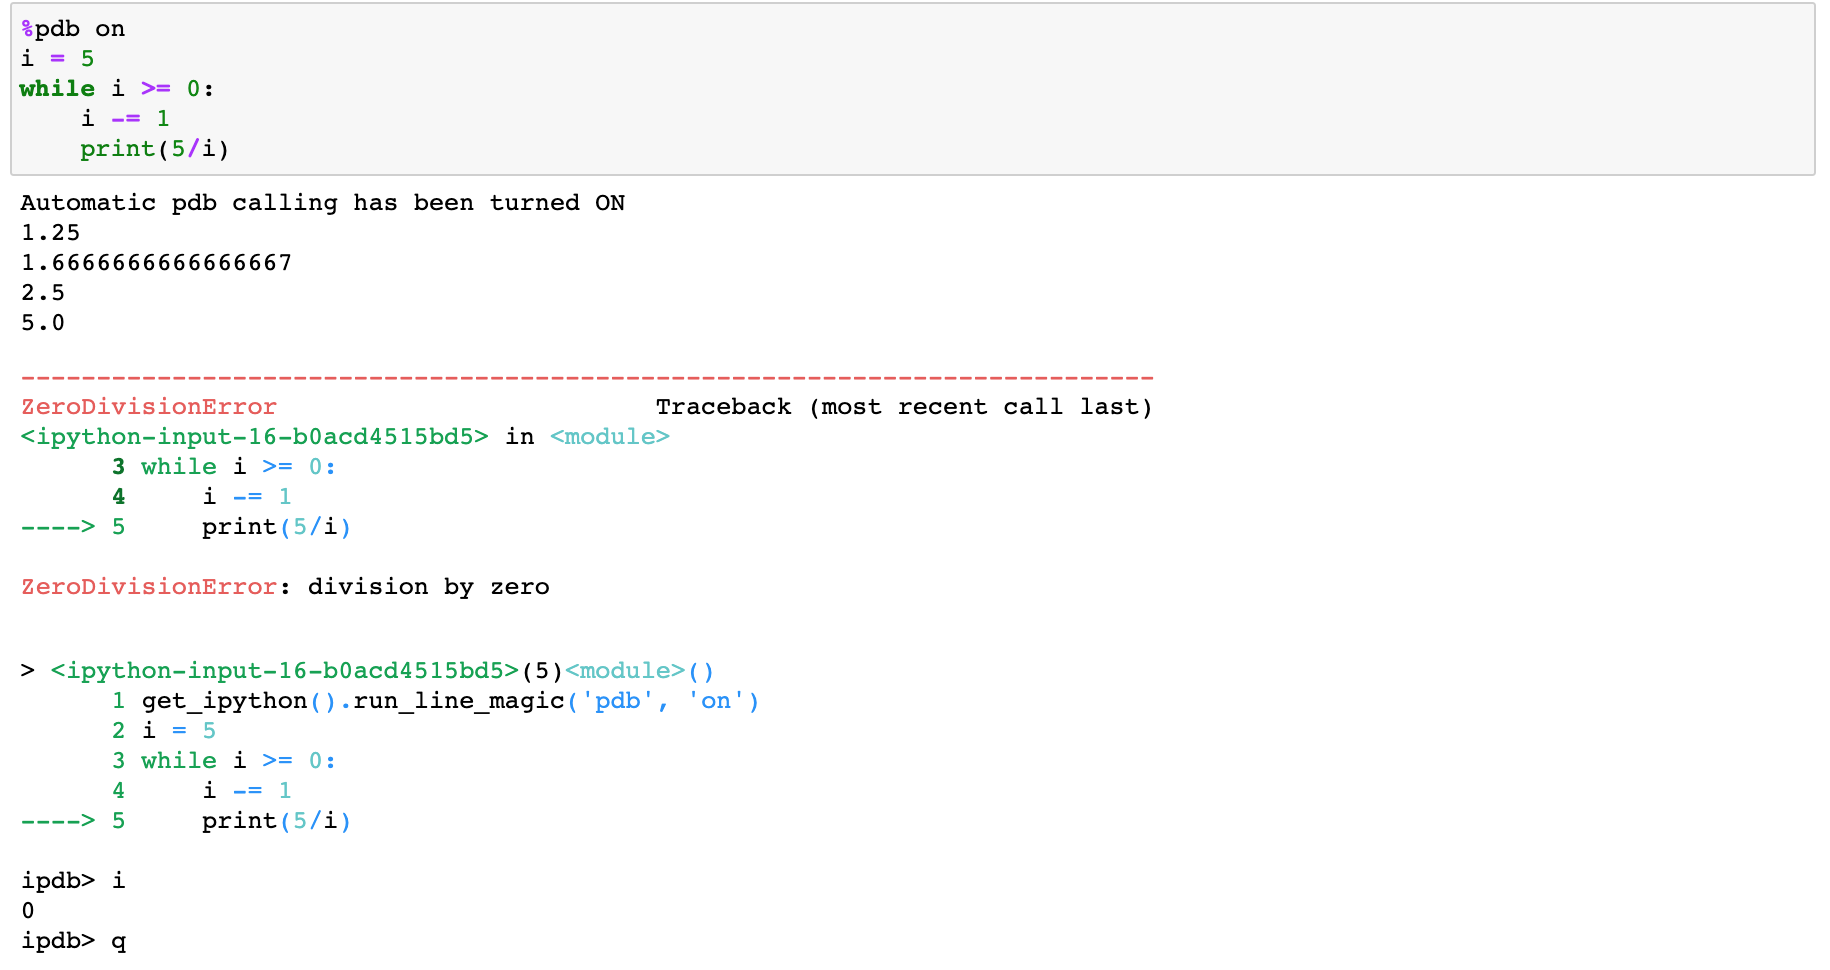 %pdb on
i = 5
while i >= 0:
    i -= 1
    print(5/i)
Automatic pdb calling has been turned ON
1.25
1.6666666666666667
2.5
5.0
---------------------------------------------------------------------------
ZeroDivisionError                         Traceback (most recent call last)
<ipython-input-16-b0acd4515bd5> in <module>
      3 while i >= 0:
      4     i -= 1
----> 5     print(5/i)
ZeroDivisionError: division by zero
> <ipython-input-16-b0acd4515bd5>(5)<module>()
      1 get_ipython().run_line_magic('pdb', 'on')
      2 i = 5
      3 while i >= 0:
      4     i -= 1
----> 5     print(5/i)
ipdb> i
0
ipdb> q